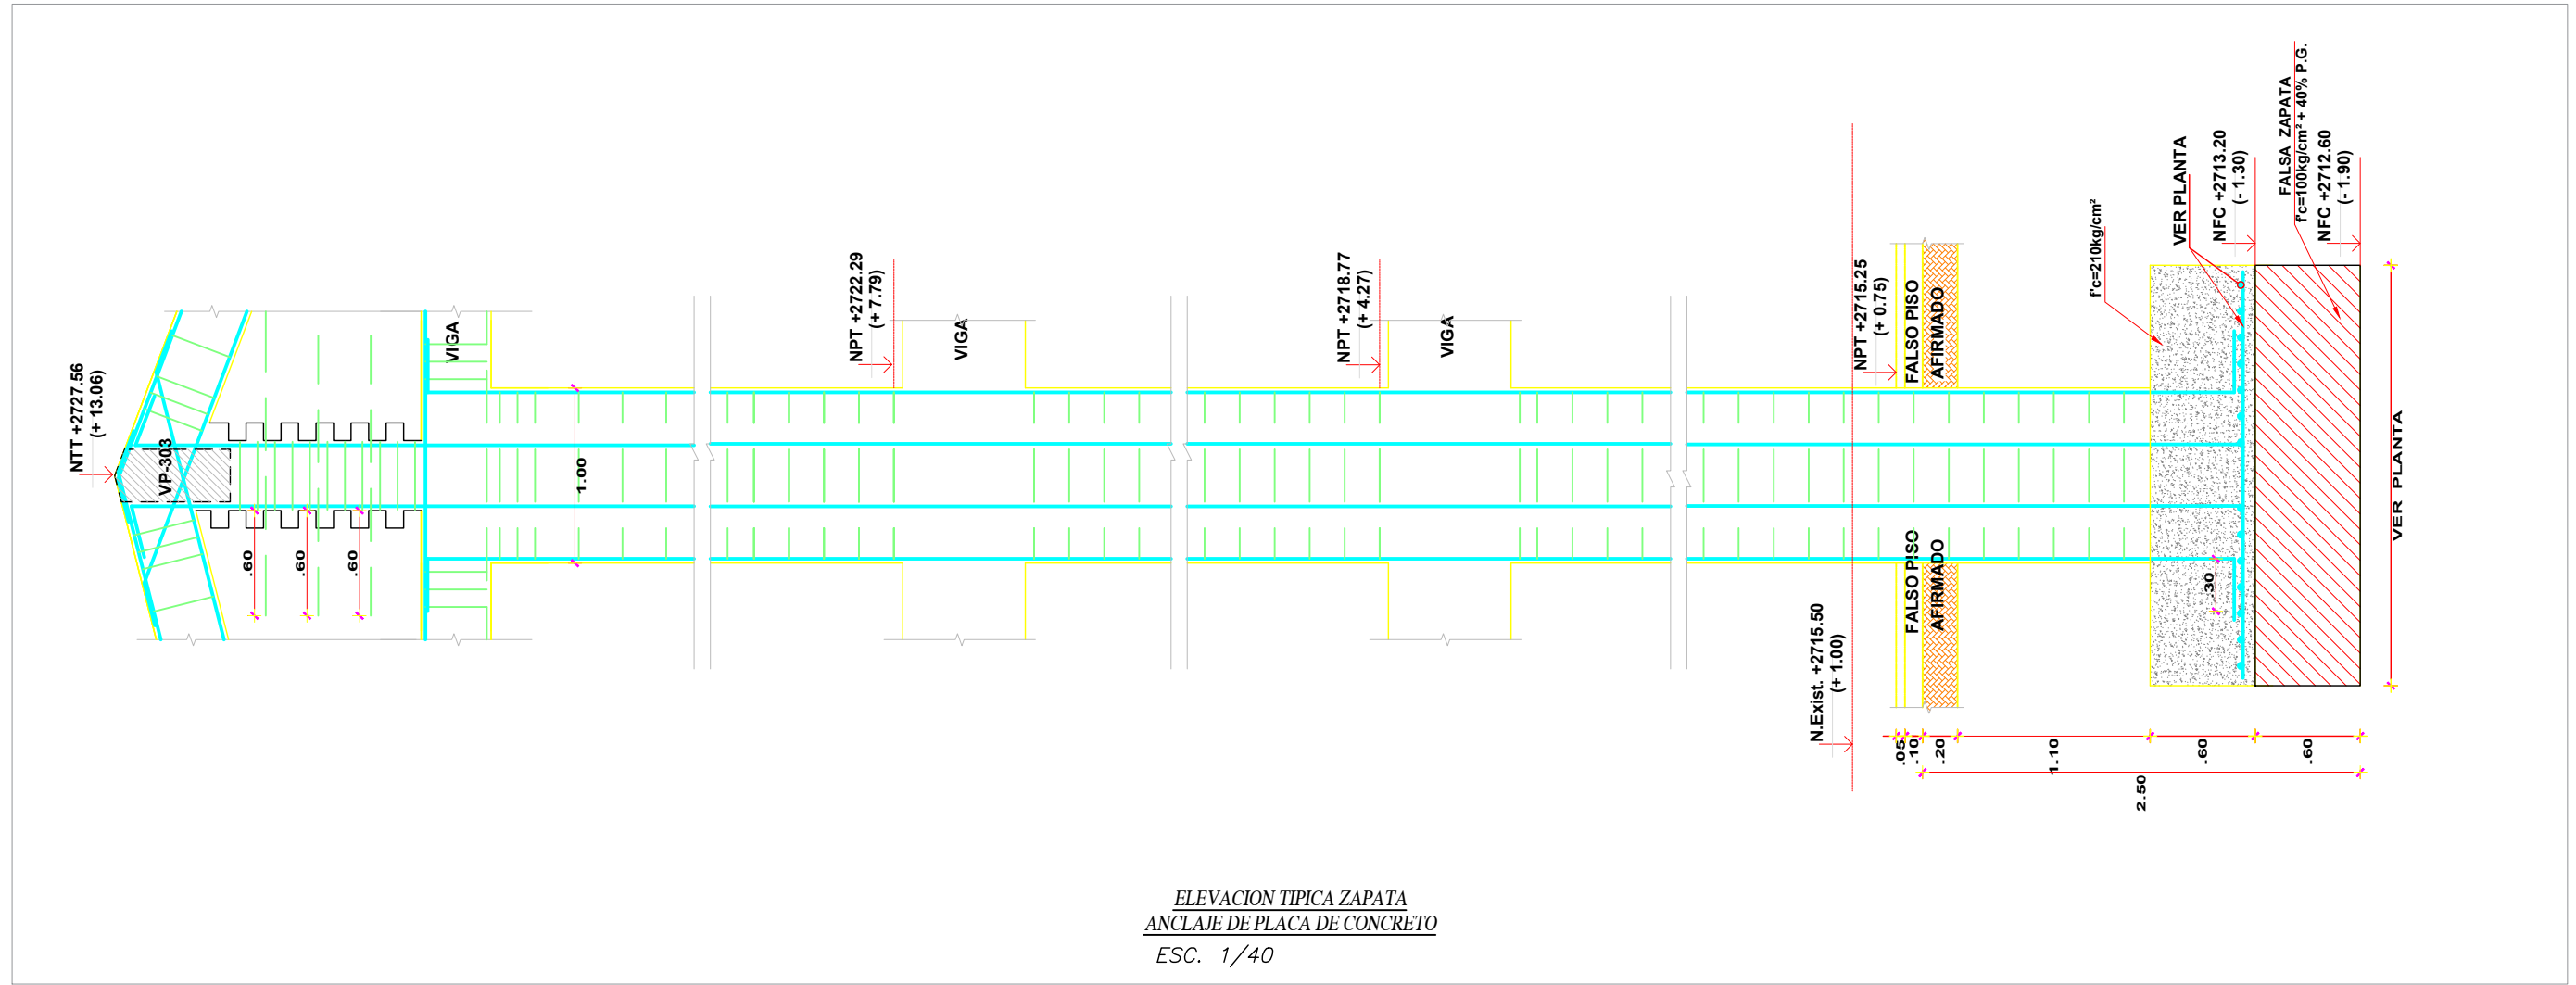 NTT +2727.56
(+ 13.06)
VP-303
.60
.60
.60
VIGA
1.00
NPT +2722.29
(+ 7.79)
VIGA
NPT +2718.77
(+ 4.27)
VIGA
N.Exist. +2715.50
(+ 1.00)
NPT +2715.25
(+ 0.75)
FALSO PISO
AFIRMADO
FALSO PISO
AFIRMADO
f'c=210kg/cm²
VER PLANTA
NFC +2713.20
(- 1.30)
FALSA ZAPATA
f'c=100kg/cm² + 40% P.G.
NFC +2712.60
(- 1.90)
.30
VER PLANTA
.05
.10
.20
1.10
.60
.60
2.50
ELEVACION TIPICA ZAPATA
ANCLAJE DE PLACA DE CONCRETO
ESC. 1/40